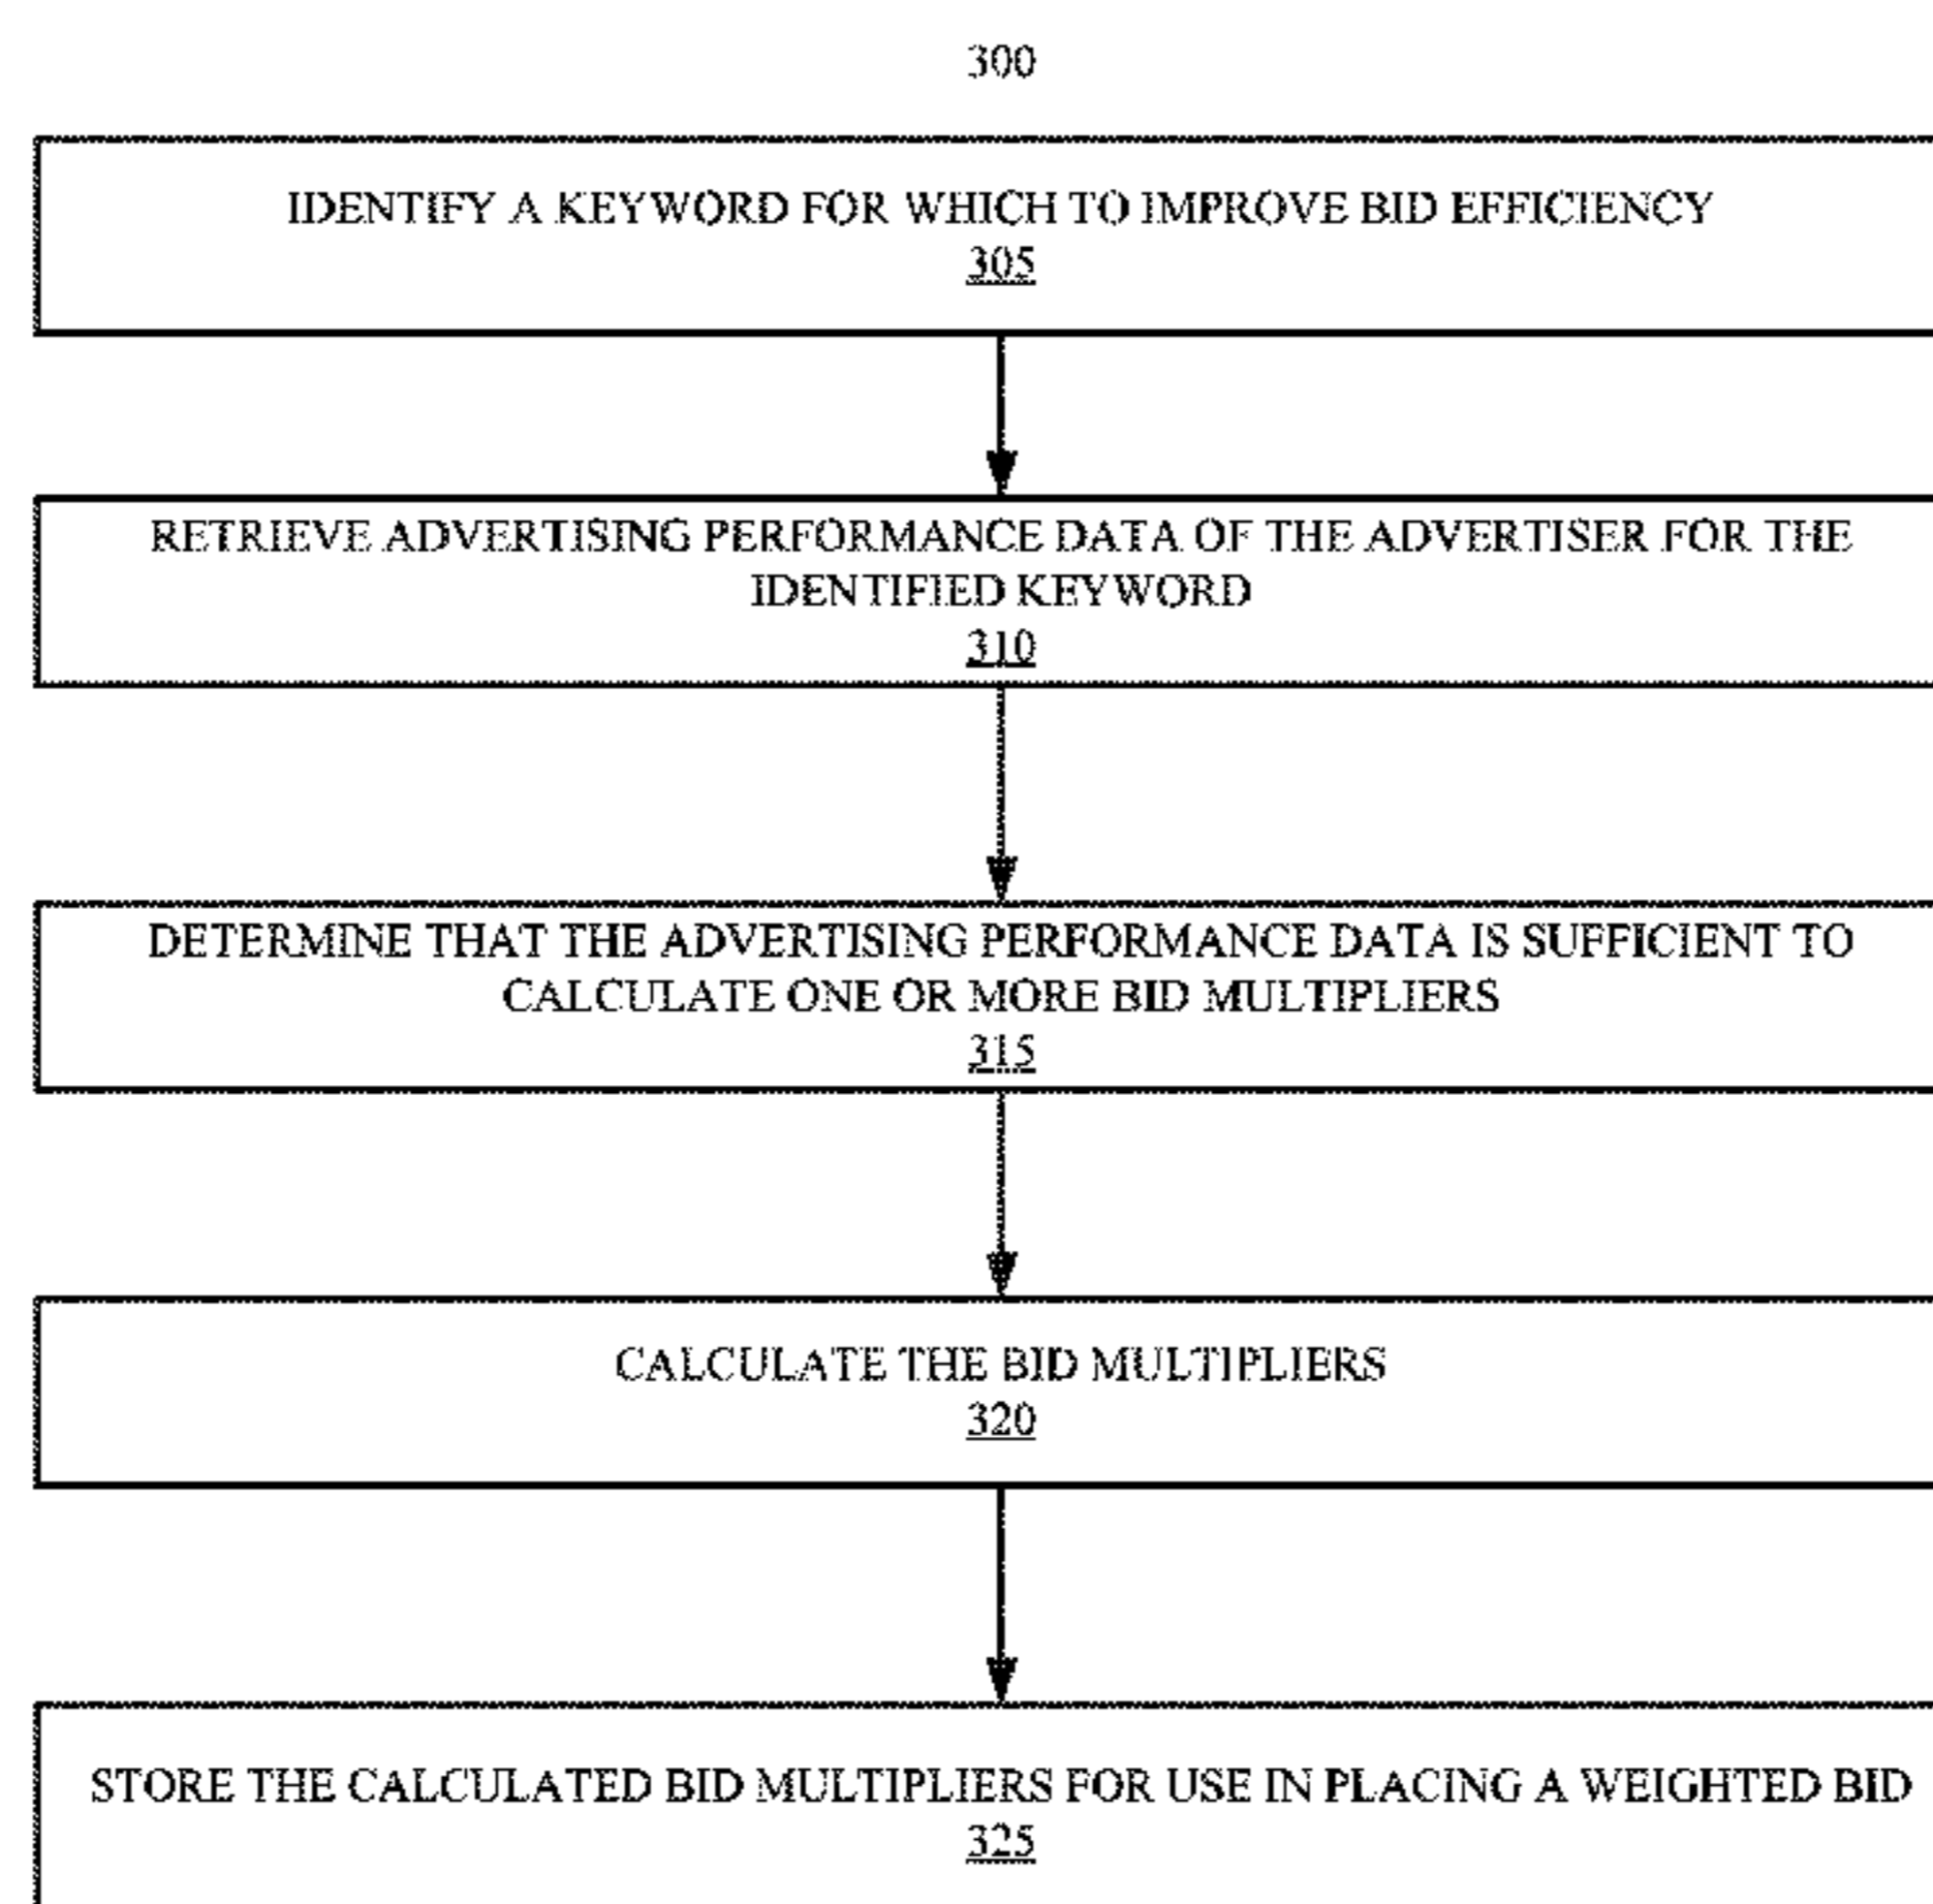 300
IDENTIFY A KEYWORD FOR WHICH TO IMPROVE BID EFFICIENCY
305
RETRIEVE ADVERTISING PERFORMANCE DATA OF THE ADVERTISER FOR THE
IDENTIFIED KEYWORD
310
DETERMINE THAT THE ADVERTISING PERFORMANCE DATA IS SUFFICIENT TO
CALCULATE ONE OR MORE BID MULTIPLIERS
315
CALCULATE THE BID MULTIPLIERS
320
STORE THE CALCULATED BID MULTIPLIERS FOR USE IN PLACING A WEIGHTED BID
325